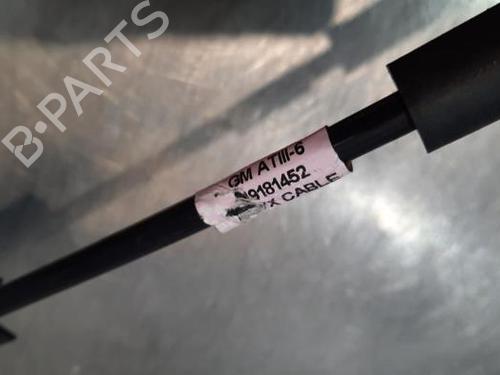 B-PARTS
GM ATIII-6
9181452
CABLE